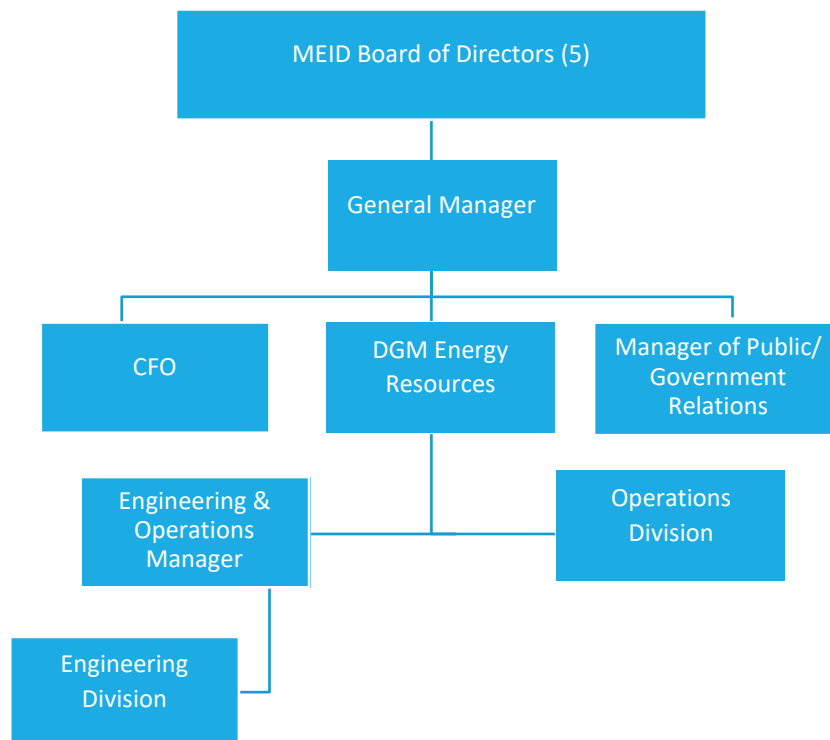 MEID Board of Directors (5)
General Manager
CFO
DGM Energy
Resources
Manager of Public/
Government
Relations
Engineering &
Operations
Manager
Operations
Division
Engineering
Division